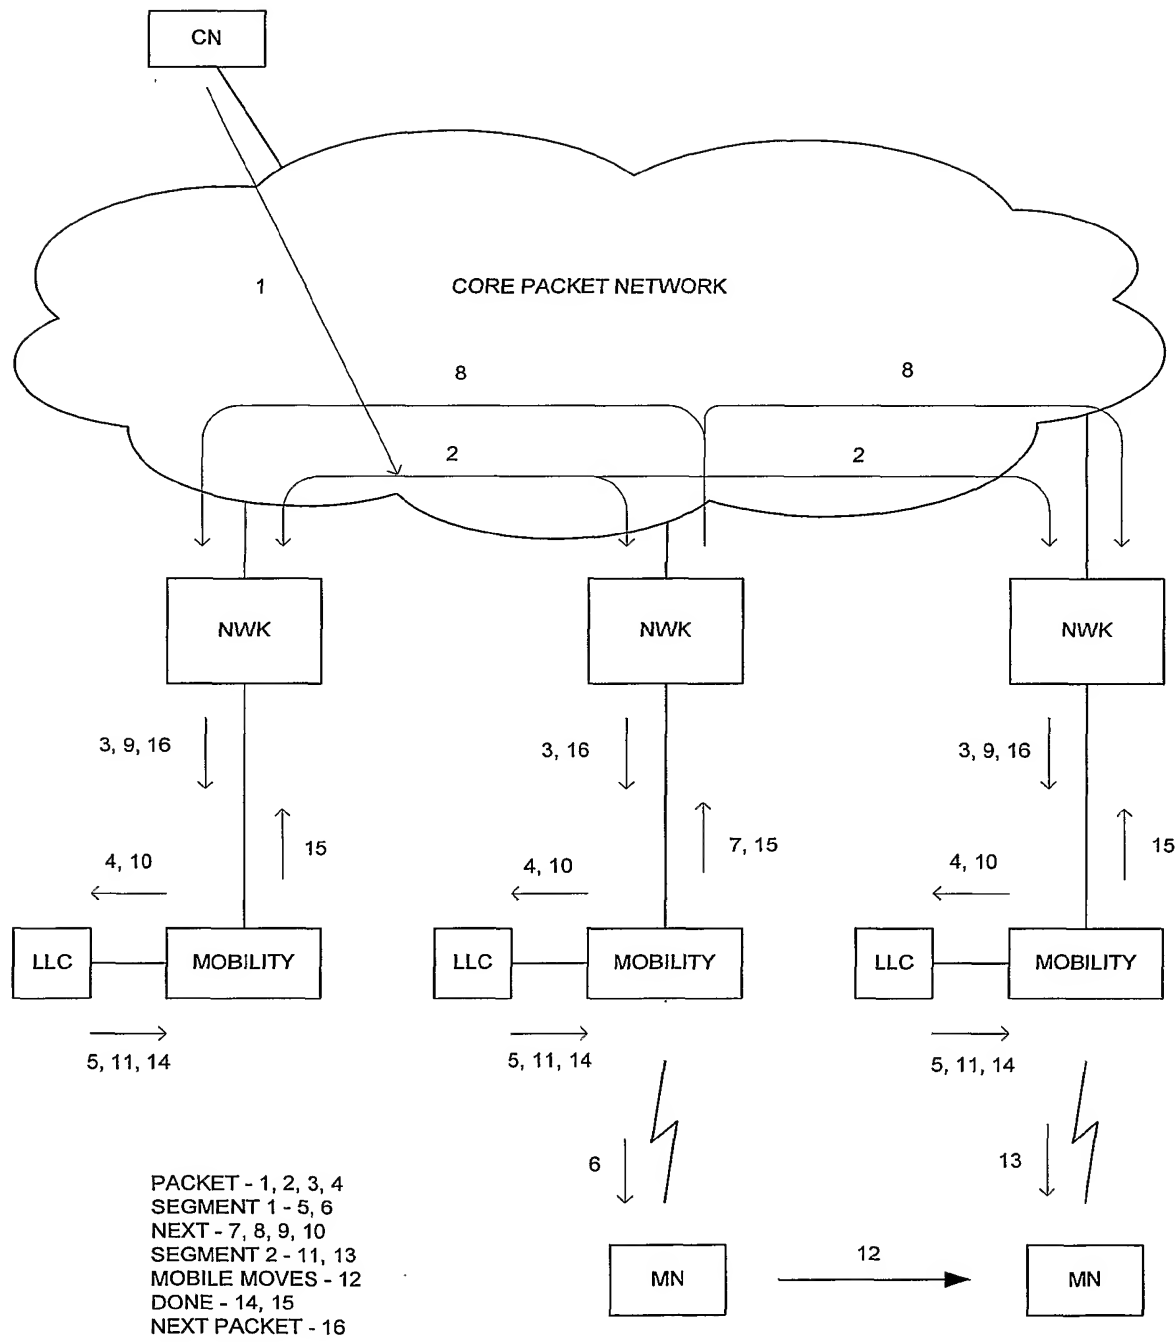 CN
1
CORE PACKET NETWORK
8
8
2
2
NWK
NWK
NWK
3, 9, 16
3, 16
3, 9, 16
15
7, 15
15
4, 10
4, 10
4, 10
LLC
MOBILITY
LLC
MOBILITY
LLC
MOBILITY
5, 11, 14
5, 11, 14
5, 11, 14
6
13
PACKET - 1, 2, 3, 4
SEGMENT 1 - 5, 6
NEXT - 7, 8, 9, 10
SEGMENT 2 - 11, 13
MOBILE MOVES - 12
DONE - 14, 15
NEXT PACKET - 16
MN
12
MN